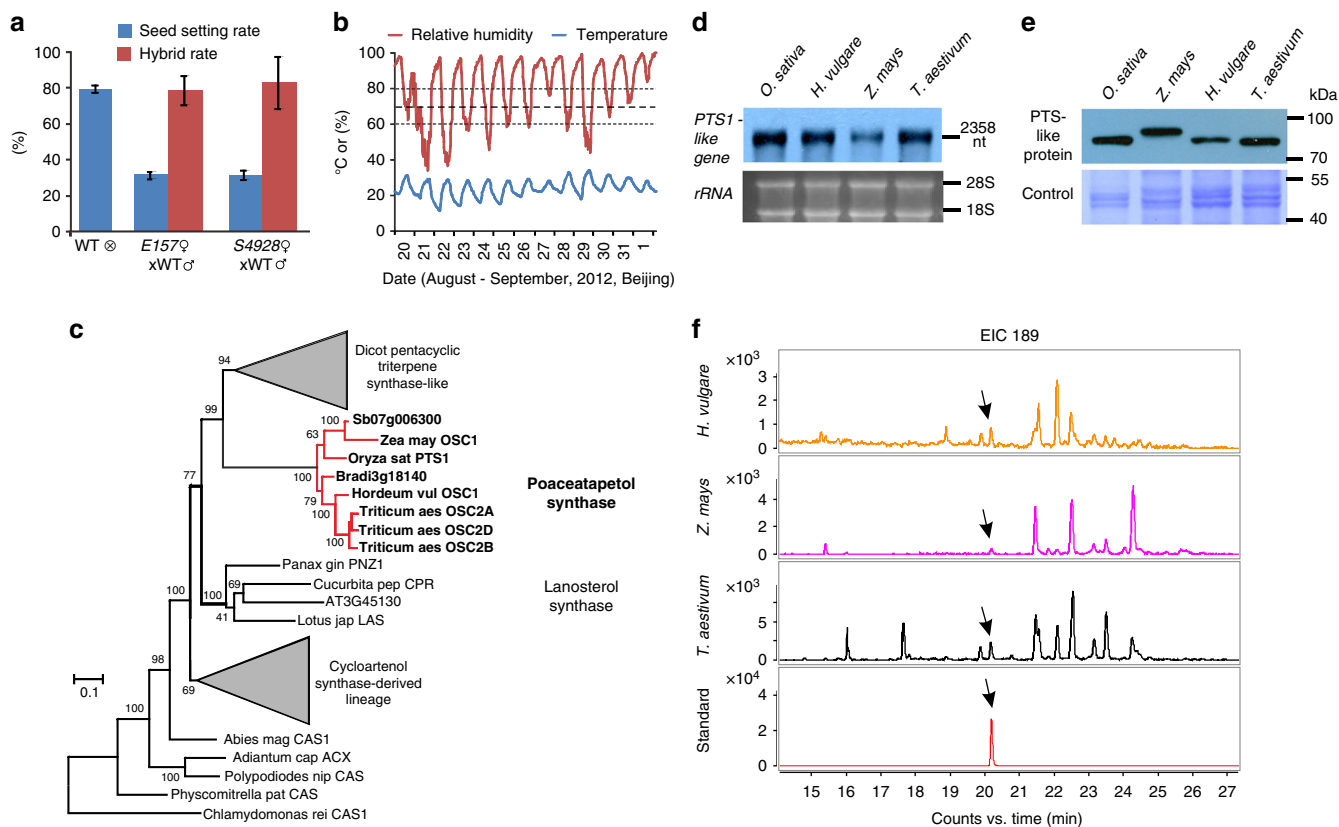 a
Seed setting rate
Hybrid rate
100
80
60
40
20
0
(%)
WT ⊗
E157♀
xWT♂
S4928♀
xWT♂
b
Relative humidity
Temperature
100
80
60
40
20
0
°C or (%)
20
21
22
23
24
25
26
27
28
29
30
31
1
Date (August - September, 2012, Beijing)
d
O. sativa
H. vulgare
Z. mays
T. aestivum
PTS1 -
like
gene
2358
nt
rRNA
28S
18S
e
O. sativa
Z. mays
H. vulgare
T. aestivum
kDa
PTS-
like
protein
100
70
Control
55
40
c
94
Dicot pentacyclic
triterpene
synthase-like
99
100
Sb07g006300
63
Zea may OSC1
Oryza sat PTS1
100
Bradi3g18140
77
79
Hordeum vul OSC1
100
Triticum aes OSC2A
Triticum aes OSC2D
100
Triticum aes OSC2B
Poaceatapetol
synthase
Panax gin PNZ1
69
Cucurbita pep CPR
100
100
AT3G45130
41
Lotus jap LAS
Lanosterol
synthase
98
Cycloartenol
synthase-derived
lineage
69
0.1
100
Abies mag CAS1
Adiantum cap ACX
100
Polypodiodes nip CAS
Physcomitrella pat CAS
Chlamydomonas rei CAS1
f
EIC 189
×10³
3
2
1
0
H. vulgare
×10³
4
2
0
Z. mays
×10³
5
0
T. aestivum
×10⁴
4
2
0
Standard
15
16
17
18
19
20
21
22
23
24
25
26
27
Counts vs. time (min)